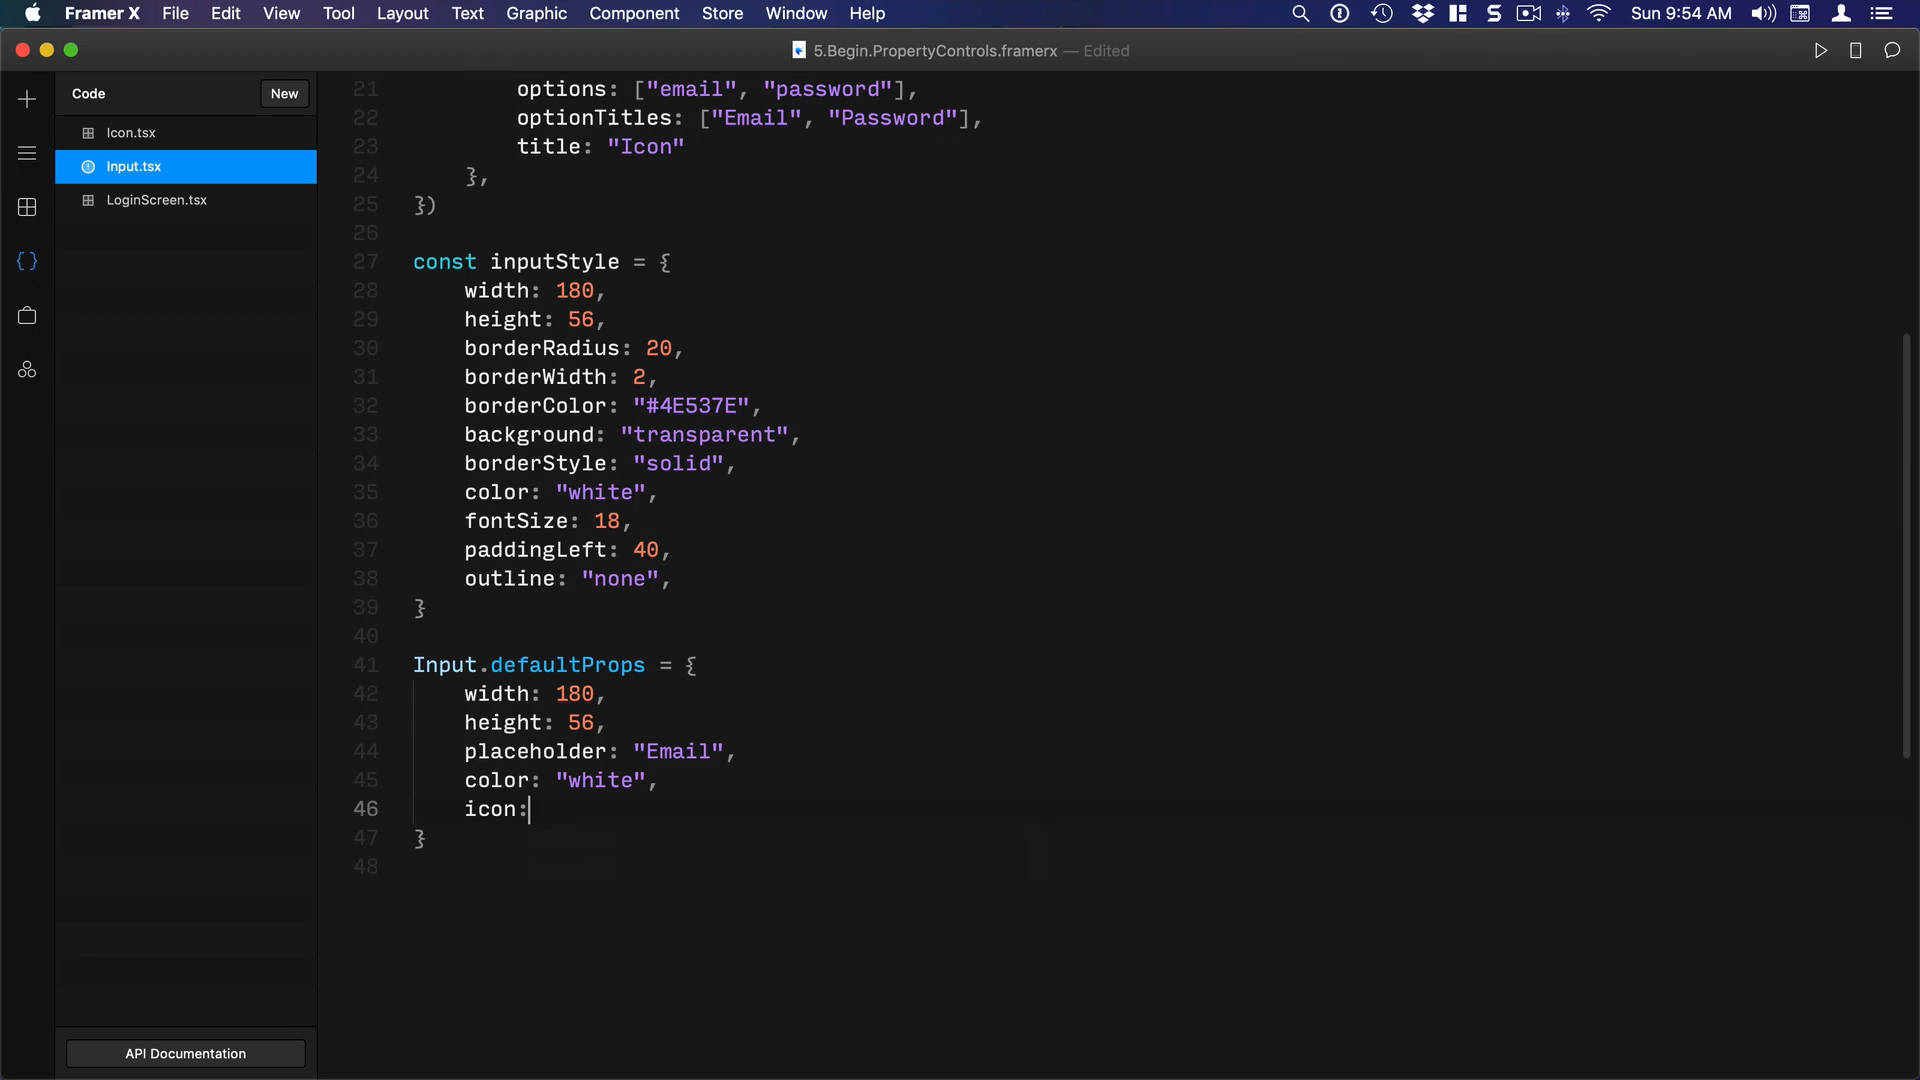 Framer X File Edit View Tool Layout Text Graphic Component Store Window Help Sun 9:54 AM
5.Begin.PropertyControls.framerx — Edited
Code New
Icon.tsx
Input.tsx
LoginScreen.tsx
API Documentation
21 options: ["email", "password"],
22 optionTitles: ["Email", "Password"],
23 title: "Icon"
24 },
25 })
26
27 const inputStyle = {
28 width: 180,
29 height: 56,
30 borderRadius: 20,
31 borderWidth: 2,
32 borderColor: "#4E537E",
33 background: "transparent",
34 borderStyle: "solid",
35 color: "white",
36 fontSize: 18,
37 paddingLeft: 40,
38 outline: "none",
39 }
40
41 Input.defaultProps = {
42 width: 180,
43 height: 56,
44 placeholder: "Email",
45 color: "white",
46 icon:
47 }
48